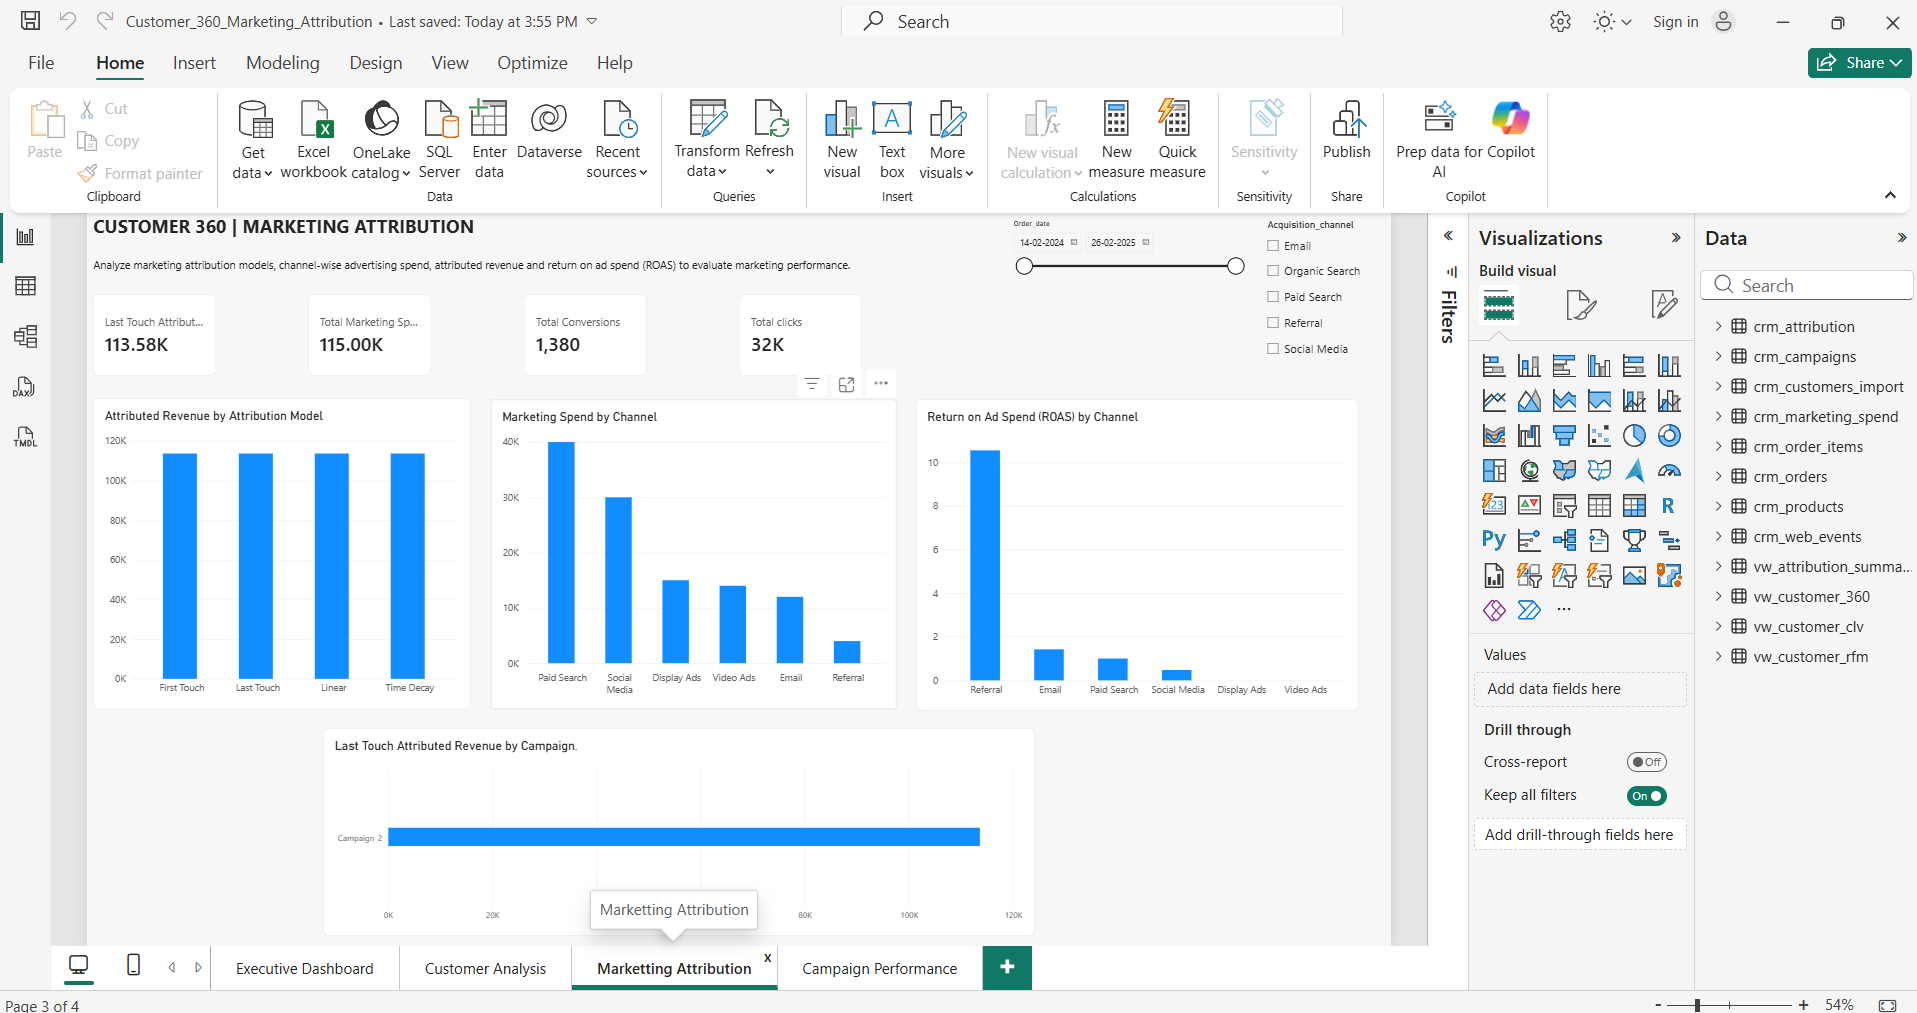 Customer_360_Marketing_Attribution • Last saved: Today at 3:55 PM
Search
Sign in
File
Home
Insert
Modeling
Design
View
Optimize
Help
Share
Paste
Cut
Copy
Format painter
Clipboard
Get data
Excel workbook
OneLake catalog
SQL Server
Enter data
Dataverse
Recent sources
Data
Transform data
Refresh
Queries
New visual
Text box
More visuals
Insert
New visual calculation
New measure
Quick measure
Calculations
Sensitivity
Sensitivity
Publish
Share
Prep data for AI
Copilot
Copilot
DAX
TMDL
CUSTOMER 360 | MARKETING ATTRIBUTION
Analyze marketing attribution models, channel-wise advertising spend, attributed revenue and return on ad spend (ROAS) to evaluate marketing performance.
Order_date
14-02-2024
26-02-2025
Acquisition_channel
Email
Organic Search
Paid Search
Referral
Social Media
Last Touch Attribut...
113.58K
Total Marketing Sp...
115.00K
Total Conversions
1,380
Total clicks
32K
Attributed Revenue by Attribution Model
120K
100K
80K
60K
40K
20K
0K
First Touch
Last Touch
Linear
Time Decay
Marketing Spend by Channel
40K
30K
20K
10K
0K
Paid Search
Social Media
Display Ads
Video Ads
Email
Referral
Return on Ad Spend (ROAS) by Channel
10
8
6
4
2
0
Referral
Email
Paid Search
Social Media
Display Ads
Video Ads
Last Touch Attributed Revenue by Campaign.
Campaign_2
0K
20K
80K
100K
120K
Marketting Attribution
Filters
Visualizations
Build visual
123
R
Py
Values
Add data fields here
Drill through
Cross-report
Off
Keep all filters
On
Add drill-through fields here
Data
Search
crm_attribution
crm_campaigns
crm_customers_import
crm_marketing_spend
crm_order_items
crm_orders
crm_products
crm_web_events
vw_attribution_summa...
vw_customer_360
vw_customer_clv
vw_customer_rfm
Executive Dashboard
Customer Analysis
Marketting Attribution
x
Campaign Performance
+
Page 3 of 4
-
+
54%